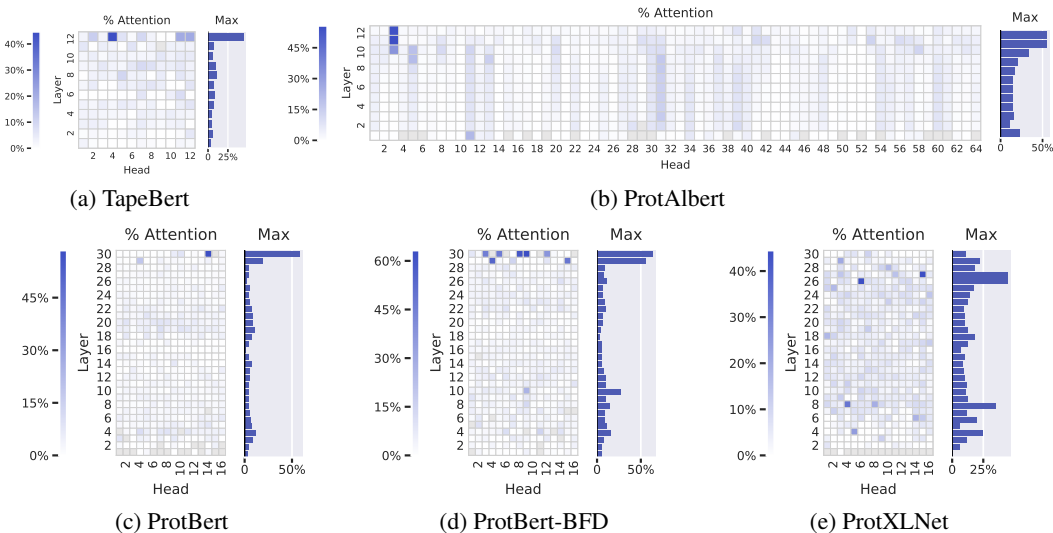 % Attention
Max
40%
30%
20%
10%
0%
Layer
12
10
8
6
4
2
2 4 6 8 10 12
Head
0 25%
(a) TapeBert
% Attention
Max
45%
30%
15%
0%
Layer
12
10
8
6
4
2
2 4 6 8 10 12 14 16 18 20 22 24 26 28 30 32 34 36 38 40 42 44 46 48 50 52 54 56 58 60 62 64
Head
0 50%
(b) ProtAlbert
% Attention
Max
45%
30%
15%
0%
Layer
30
28
26
24
22
20
18
16
14
12
10
8
6
4
2
2 4 6 8 10 12 14 16
Head
0 50%
(c) ProtBert
% Attention
Max
60%
45%
30%
15%
0%
Layer
30
28
26
24
22
20
18
16
14
12
10
8
6
4
2
2 4 6 8 10 12 14 16
Head
0 50%
(d) ProtBert-BFD
% Attention
Max
40%
30%
20%
10%
0%
Layer
30
28
26
24
22
20
18
16
14
12
10
8
6
4
2
2 4 6 8 10 12 14 16
Head
0 25%
(e) ProtXLNet